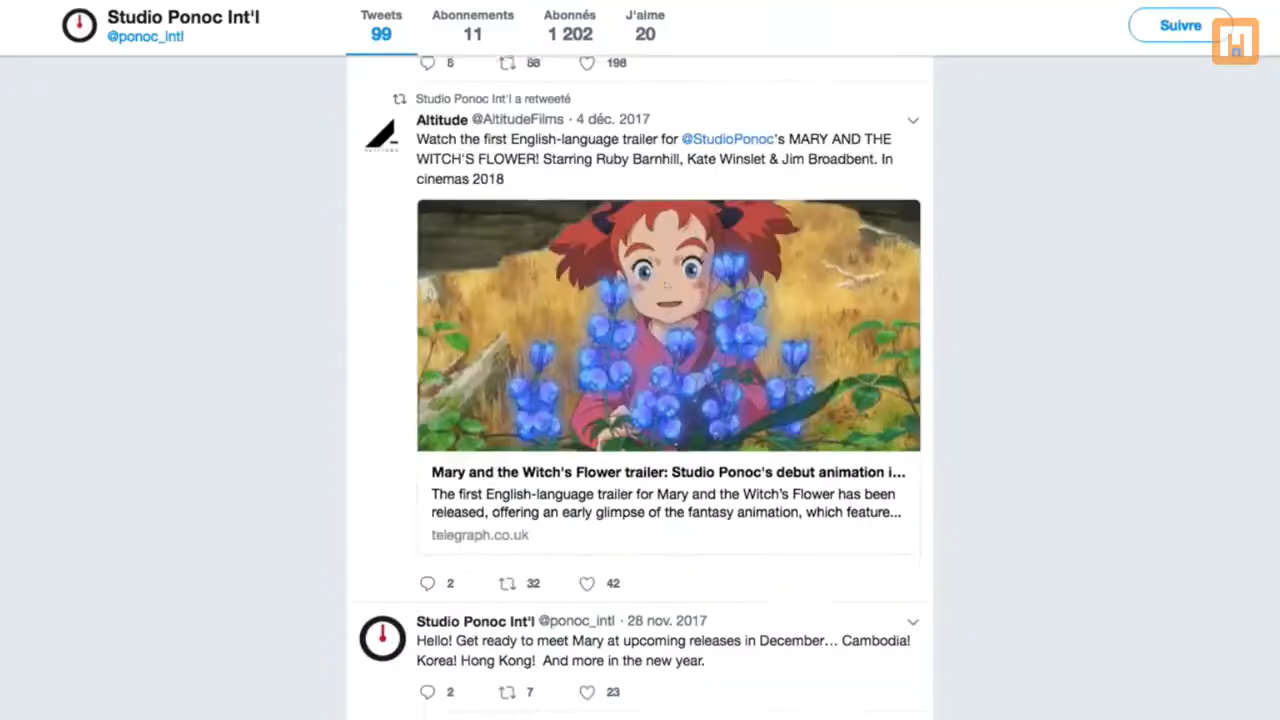 Studio Ponoc Int'l
@ponoc_intl
Tweets
99
Abonnements
11
Abonnés
1 202
J'aime
20
Suivre
198
Studio Ponoc Int'l a retweeté
Altitude @AltitudeFilms · 4 déc. 2017
Watch the first English-language trailer for @StudioPonoc's MARY AND THE
WITCH'S FLOWER! Starring Ruby Barnhill, Kate Winslet & Jim Broadbent. In
cinemas 2018
Mary and the Witch's Flower trailer: Studio Ponoc's debut animation i...
The first English-language trailer for Mary and the Witch's Flower has been
released, offering an early glimpse of the fantasy animation, which feature...
telegraph.co.uk
2 32 42
Studio Ponoc Int'l @ponoc_intl · 28 nov. 2017
Hello! Get ready to meet Mary at upcoming releases in December... Cambodia!
Korea! Hong Kong! And more in the new year.
2 7 23